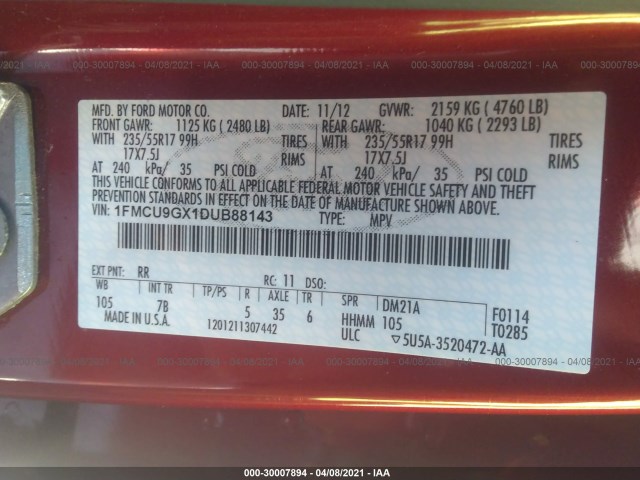 000-30007894 - 04/08/2021 - IAA
MFD. BY FORD MOTOR CO. DATE: 11/12 GVWR: 2159 KG ( 4760 LB)
FRONT GAWR: 1125 KG ( 2480 LB) REAR GAWR: 1040 KG ( 2293 LB)
WITH 235/55R17 99H TIRES WITH 235/55R17 99H TIRES
17X7.5J RIMS 17X7.5J RIMS
AT 240 kPa/ 35 PSI COLD AT 240 kPa/ 35 PSI COLD
THIS VEHICLE CONFORMS TO ALL APPLICABLE FEDERAL MOTOR VEHICLE SAFETY AND THEFT
PREVENTION STANDARDS IN EFFECT ON THE DATE OF MANUFACTURE SHOWN ABOVE.
VIN: 1FMCU9GX1DUB88143 TYPE: MPV
EXT PNT: RR RC: 11 DSO:
WB INT TR TP/PS R AXLE TR SPR DM21A F0114
105 7B 5 35 6 HHMM 105 T0285
MADE IN U.S.A. 1201211307442 ULC 5U5A-3520472-AA
000-30007894 - 04/08/2021 - IAA